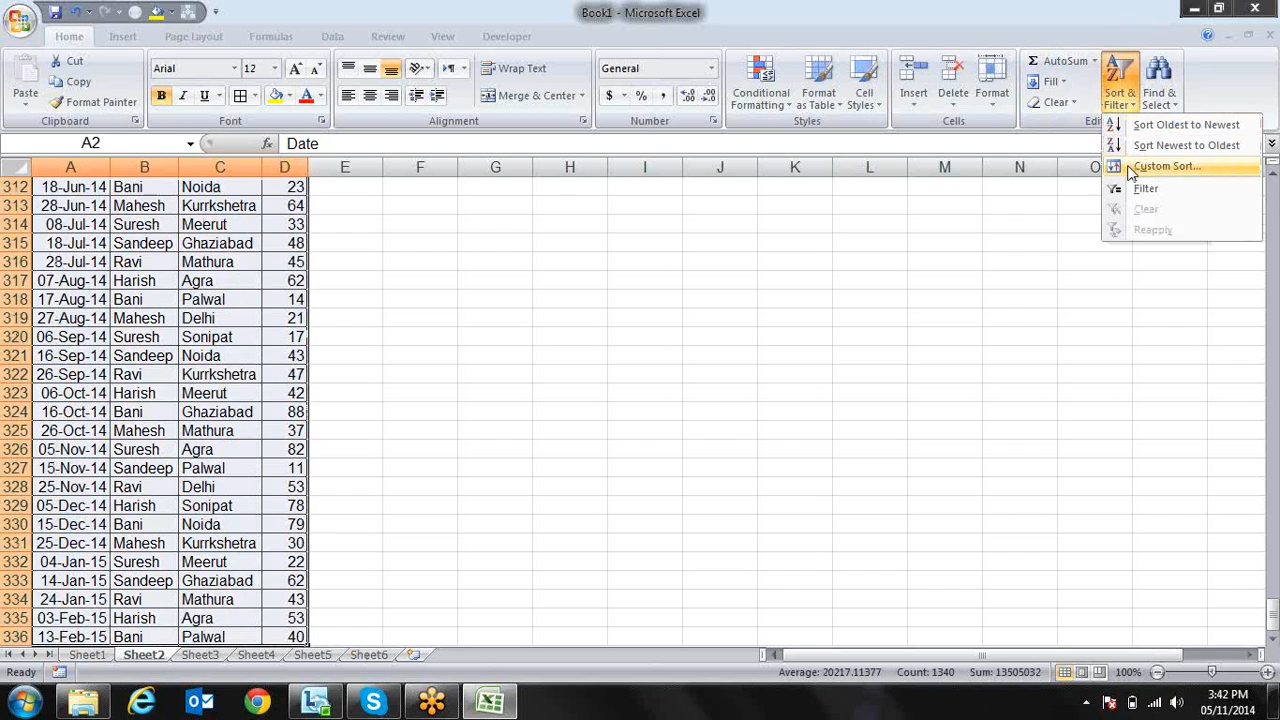 Book1 - Microsoft Excel
Home Insert Page Layout Formulas Data Review View Developer
Paste Cut Copy Format Painter
Clipboard
Arial 12
B I U
Font
Wrap Text
Merge & Center
Alignment
General
$ % ,
Number
Conditional Formatting Format as Table Cell Styles
Styles
Insert Delete Format
Cells
AutoSum
Fill
Clear
Sort & Filter Find & Select
Sort Oldest to Newest
Sort Newest to Oldest
Custom Sort...
Filter
Clear
Reapply
A2 Date
A B C D E F G H I J K L M N O
312 18-Jun-14 Bani Noida 23
313 28-Jun-14 Mahesh Kurrkshetra 64
314 08-Jul-14 Suresh Meerut 33
315 18-Jul-14 Sandeep Ghaziabad 48
316 28-Jul-14 Ravi Mathura 45
317 07-Aug-14 Harish Agra 62
318 17-Aug-14 Bani Palwal 14
319 27-Aug-14 Mahesh Delhi 21
320 06-Sep-14 Suresh Sonipat 17
321 16-Sep-14 Sandeep Noida 43
322 26-Sep-14 Ravi Kurrkshetra 47
323 06-Oct-14 Harish Meerut 42
324 16-Oct-14 Bani Ghaziabad 88
325 26-Oct-14 Mahesh Mathura 37
326 05-Nov-14 Suresh Agra 82
327 15-Nov-14 Sandeep Palwal 11
328 25-Nov-14 Ravi Delhi 53
329 05-Dec-14 Harish Sonipat 78
330 15-Dec-14 Bani Noida 79
331 25-Dec-14 Mahesh Kurrkshetra 30
332 04-Jan-15 Suresh Meerut 22
333 14-Jan-15 Sandeep Ghaziabad 62
334 24-Jan-15 Ravi Mathura 43
335 03-Feb-15 Harish Agra 53
336 13-Feb-15 Bani Palwal 40
Sheet1 Sheet2 Sheet3 Sheet4 Sheet5 Sheet6
Ready Average: 20217.11377 Count: 1340 Sum: 13505032 100%
3:42 PM
05/11/2014